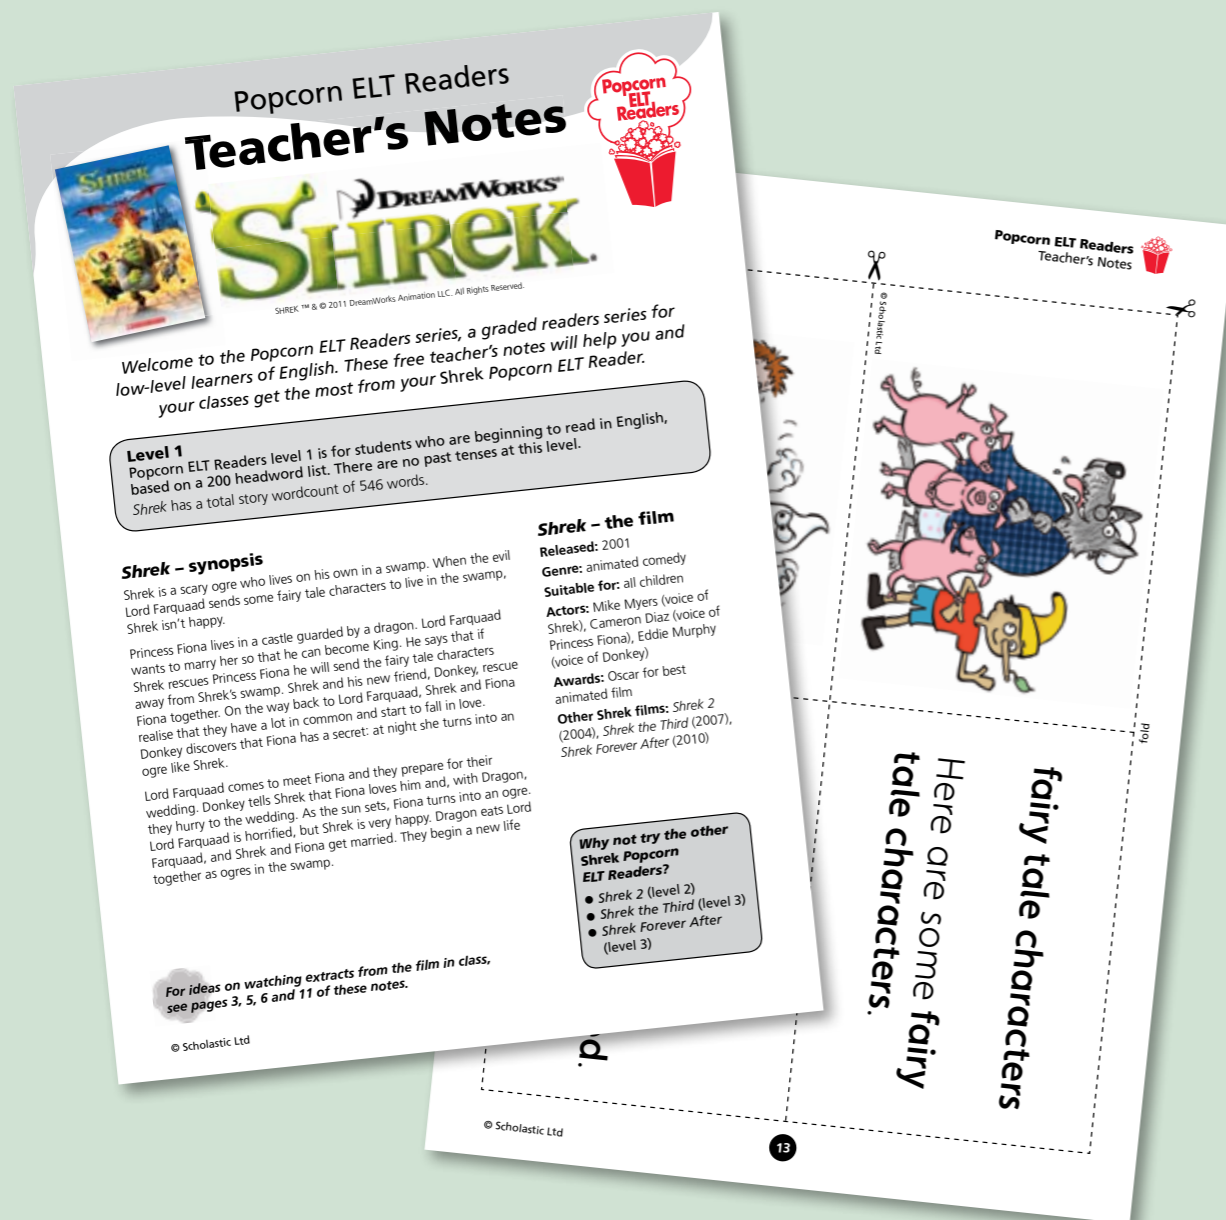 Popcorn ELT Readers
Teacher's Notes
Popcorn
ELT
Readers
SHREK
DREAMWORKS®
SHREK.
SHREK ™ & © 2011 DreamWorks Animation LLC. All Rights Reserved.
Welcome to the Popcorn ELT Readers series, a graded readers series for
low-level learners of English. These free teacher's notes will help you and
your classes get the most from your Shrek Popcorn ELT Reader.
Level 1
Popcorn ELT Readers level 1 is for students who are beginning to read in English,
based on a 200 headword list. There are no past tenses at this level.
Shrek has a total story wordcount of 546 words.
Shrek – synopsis
Shrek is a scary ogre who lives on his own in a swamp. When the evil
Lord Farquaad sends some fairy tale characters to live in the swamp,
Shrek isn't happy.
Princess Fiona lives in a castle guarded by a dragon. Lord Farquaad
wants to marry her so that he can become King. He says that if
Shrek rescues Princess Fiona he will send the fairy tale characters
away from Shrek's swamp. Shrek and his new friend, Donkey, rescue
Fiona together. On the way back to Lord Farquaad, Shrek and Fiona
realise that they have a lot in common and start to fall in love.
Donkey discovers that Fiona has a secret: at night she turns into an
ogre like Shrek.
Lord Farquaad comes to meet Fiona and they prepare for their
wedding. Donkey tells Shrek that Fiona loves him and, with Dragon,
they hurry to the wedding. As the sun sets, Fiona turns into an ogre.
Lord Farquaad is horrified, but Shrek is very happy. Dragon eats Lord
Farquaad, and Shrek and Fiona get married. They begin a new life
together as ogres in the swamp.
Shrek – the film
Released: 2001
Genre: animated comedy
Suitable for: all children
Actors: Mike Myers (voice of
Shrek), Cameron Diaz (voice of
Princess Fiona), Eddie Murphy
(voice of Donkey)
Awards: Oscar for best
animated film
Other Shrek films: Shrek 2
(2004), Shrek the Third (2007),
Shrek Forever After (2010)
Why not try the other
Shrek Popcorn
ELT Readers?
● Shrek 2 (level 2)
● Shrek the Third (level 3)
● Shrek Forever After
(level 3)
For ideas on watching extracts from the film in class,
see pages 3, 5, 6 and 11 of these notes.
© Scholastic Ltd
Popcorn ELT Readers
Teacher's Notes
© Scholastic Ltd
fold
fairy tale characters
Here are some fairy
tale characters.
d.
© Scholastic Ltd
13